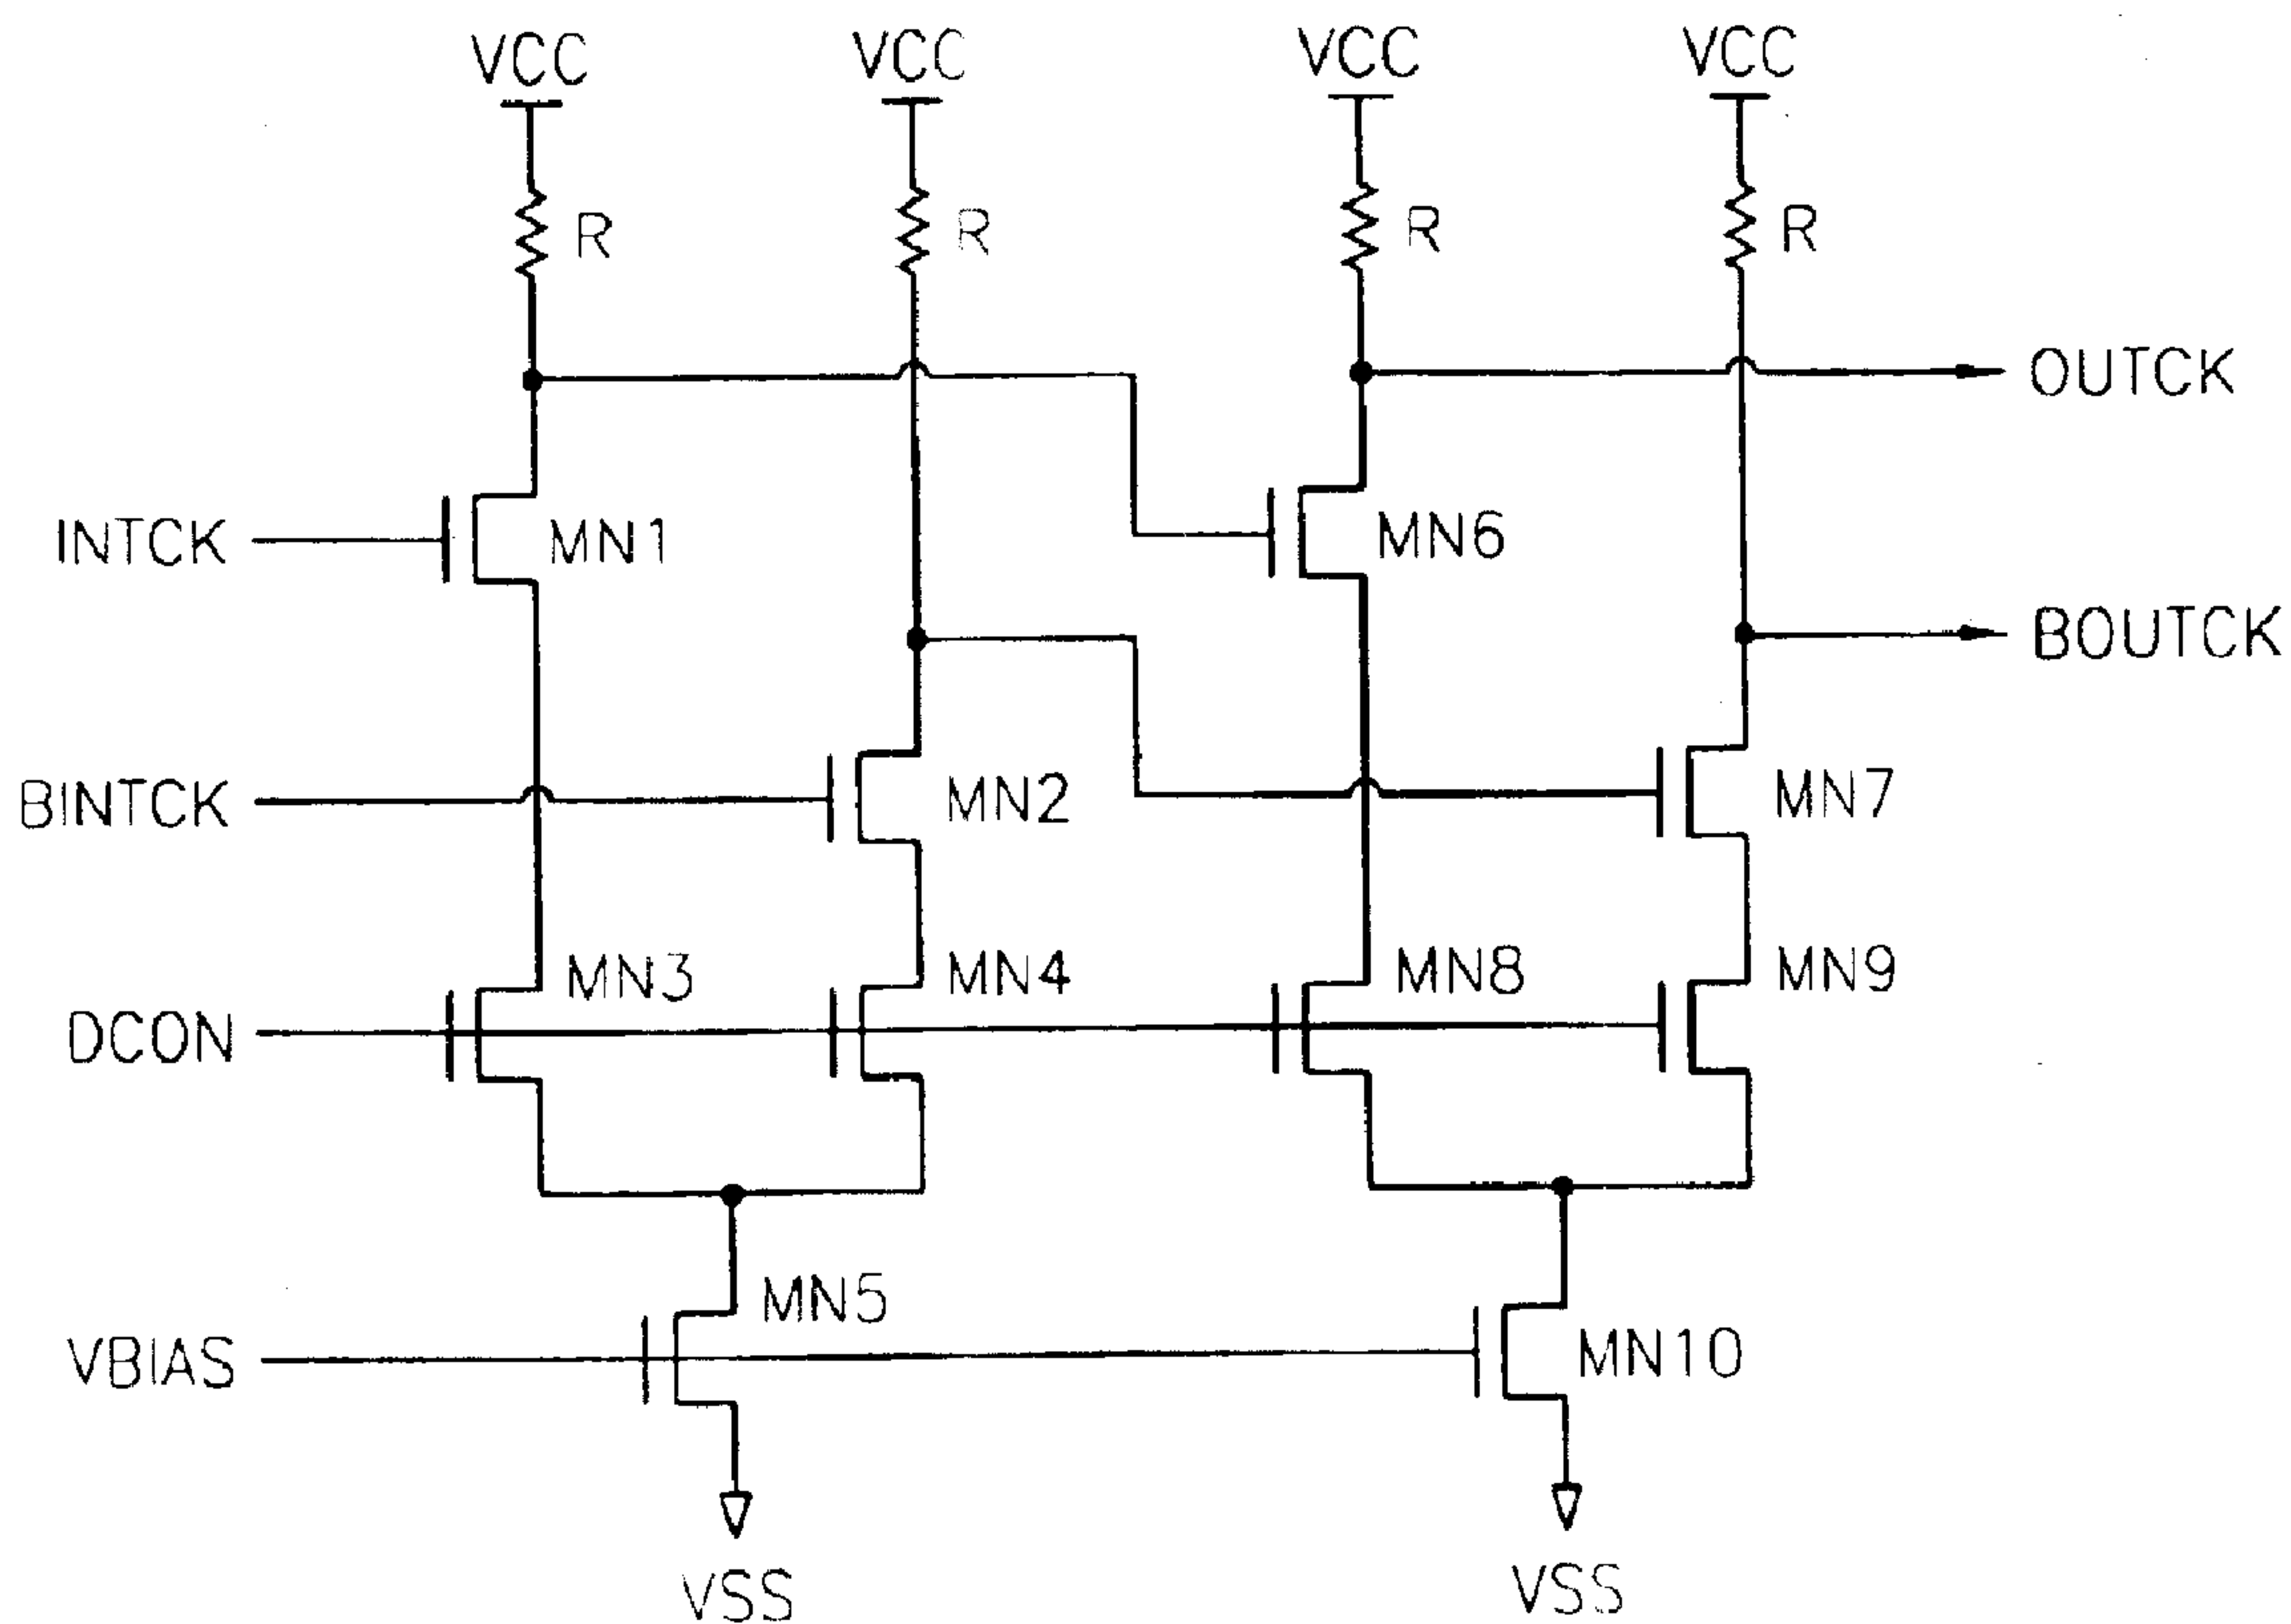 VCC VCC VCC VCC
R R R R
OUTCK
INTCK MN1 MN6
BOUTCK
BINTCK MN2 MN7
MN3 MN4 MN8 MN9
DCON
MN5
VBIAS MN10
VSS VSS